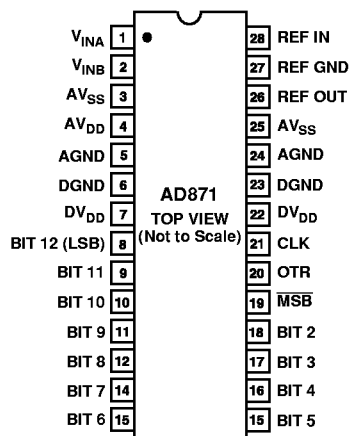 V_INA 1 28 REF IN
V_INB 2 27 REF GND
AV_SS 3 26 REF OUT
AV_DD 4 25 AV_SS
AGND 5 24 AGND
DGND 6 23 DGND
AD871
DV_DD 7 22 DV_DD
TOP VIEW
(Not to Scale)
BIT 12 (LSB) 8 21 CLK
BIT 11 9 20 OTR
BIT 10 10 19 M̅S̅B̅
BIT 9 11 18 BIT 2
BIT 8 12 17 BIT 3
BIT 7 14 16 BIT 4
BIT 6 15 15 BIT 5